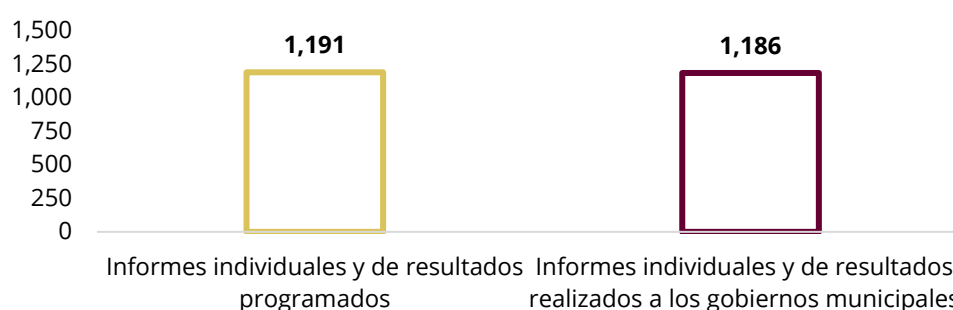 1,500
1,250
1,000
750
500
250
0
1,191
1,186
Informes individuales y de resultados
programados
Informes individuales y de resultados
realizados a los gobiernos municipales